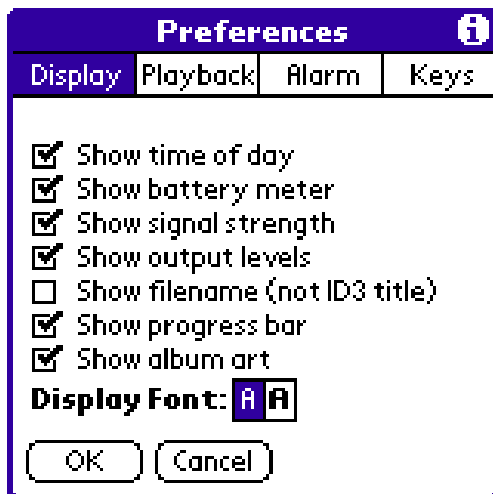 Preferences i
Display Playback Alarm Keys
Show time of day
Show battery meter
Show signal strength
Show output levels
Show filename (not ID3 title)
Show progress bar
Show album art
Display Font: A A
OK Cancel